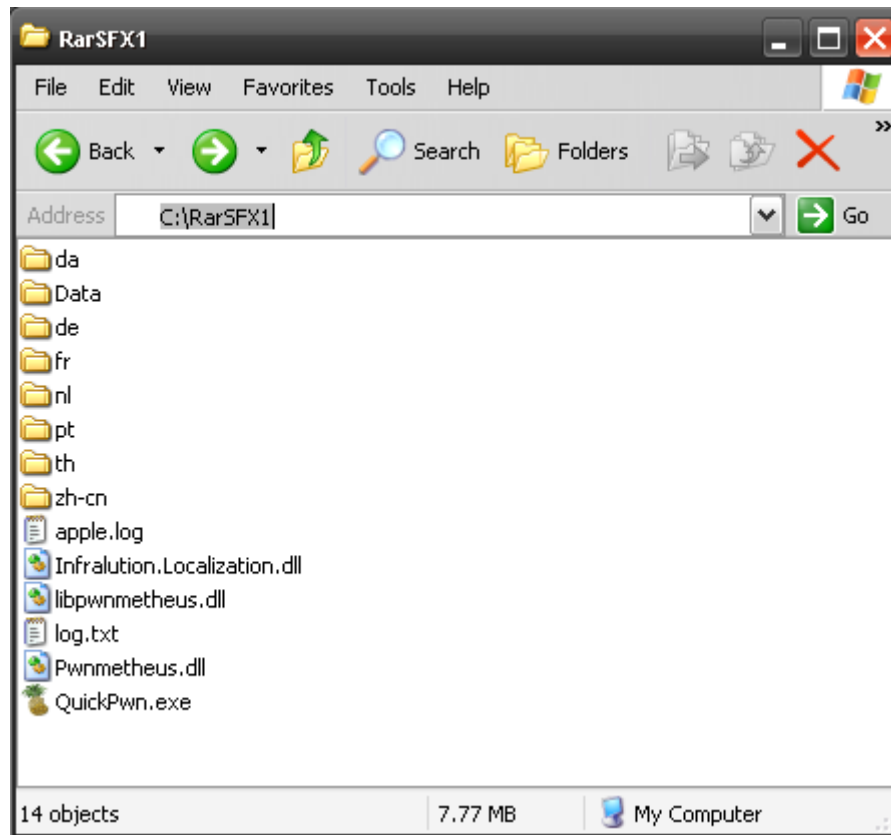 RarSFX1
File Edit View Favorites Tools Help
Back Search Folders »
Address C:\RarSFX1 Go
da
Data
de
fr
nl
pt
th
zh-cn
apple.log
Infralution.Localization.dll
libpwnmetheus.dll
log.txt
Pwnmetheus.dll
QuickPwn.exe
14 objects 7.77 MB My Computer